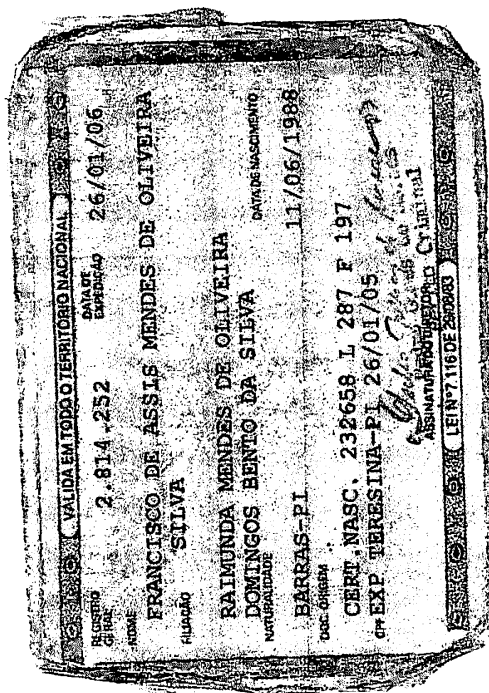 VÁLIDA EM TODO O TERRITÓRIO NACIONAL
REGISTRO GERAL 2.814.252 DATA DE EXPEDIÇÃO 26/01/06
NOME
FRANCISCO DE ASSIS MENDES DE OLIVEIRA
SILVA
FILIAÇÃO
RAIMUNDA MENDES DE OLIVEIRA
DOMINGOS BENTO DA SILVA
NATURALIDADE DATA DE NASCIMENTO
BARRAS-PI 11/06/1988
DOC. ORIGEM
CERT.NASC. 232658 L 287 F 197
CPF EXP TERESINA-PI 26/01/05
Criminal
ASSINATURA DO DIRETOR
LEI Nº 7.116 DE 29/08/83